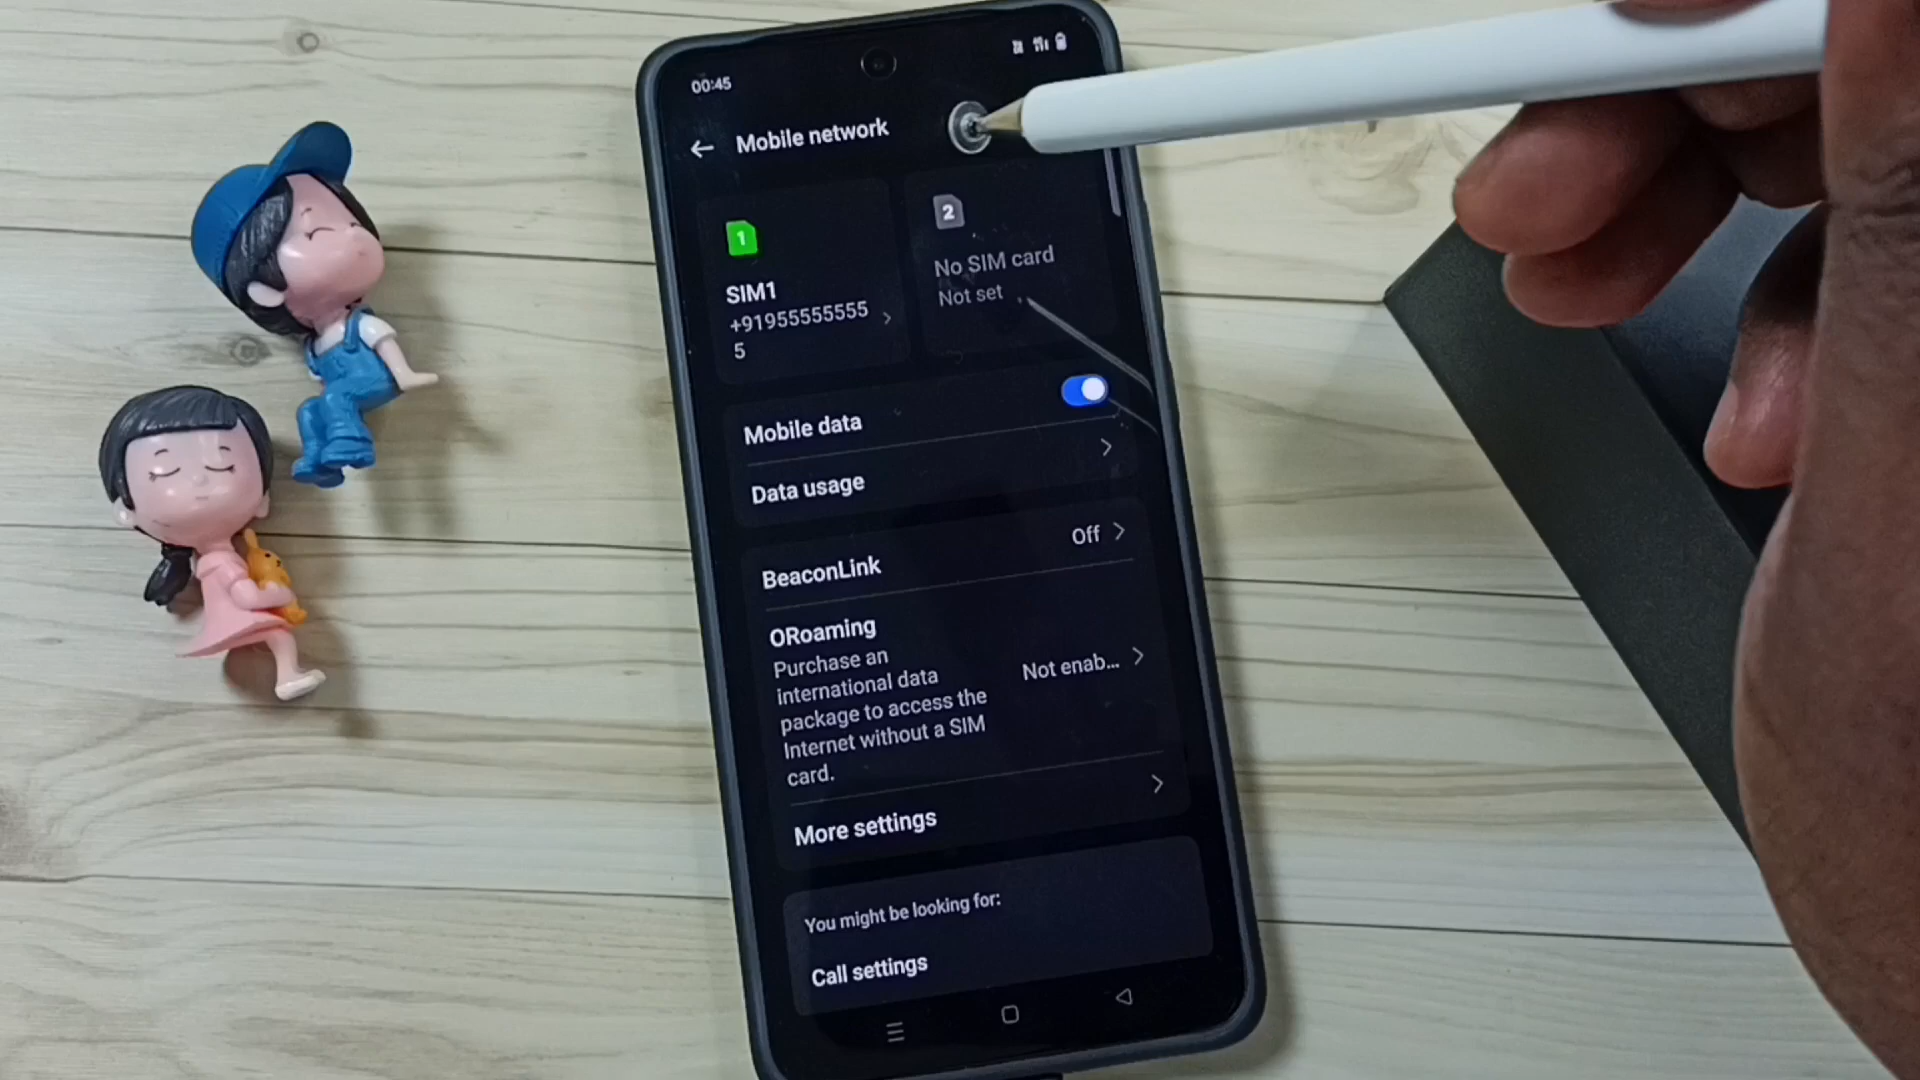 00:45
Mobile network
1
2
SIM1
+91955555555
5
No SIM card
Not set
Mobile data
Data usage
BeaconLink
Off
ORoaming
Purchase an
international data
package to access the
Internet without a SIM
card.
Not enab...
More settings
You might be looking for:
Call settings